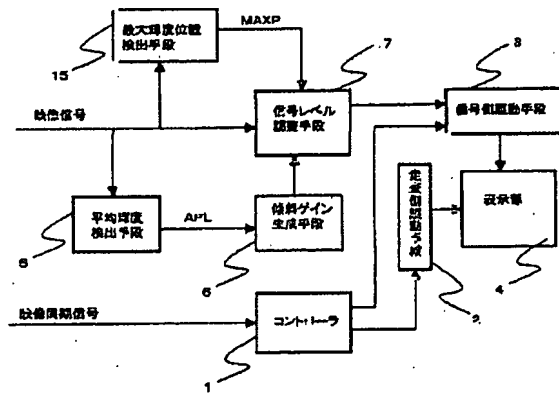 最大輝度位置
検出手段
MAXP
15
7
3
映像信号
信号レベル
調整手段
信号側駆動手段
走査側駆動手段
表示部
平均輝度
検出手段
APL
傾斜ゲイン
生成手段
6
2
4
映像同期信号
コントローラ
1